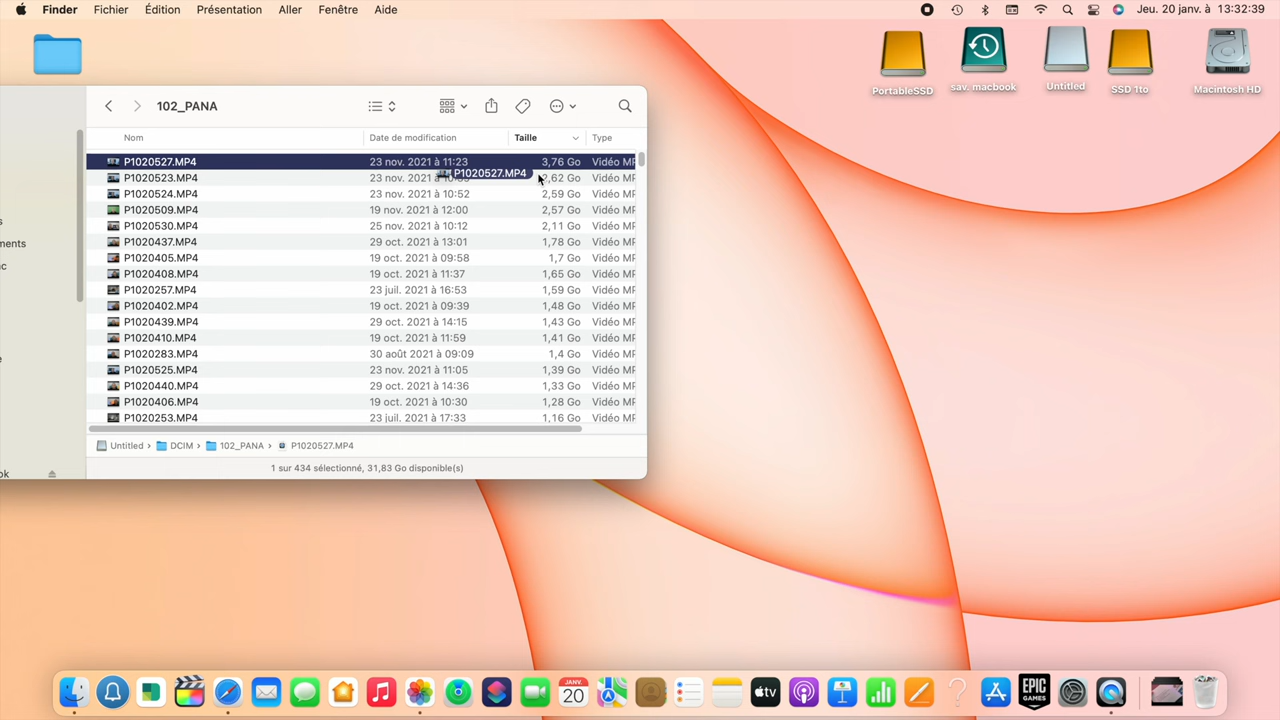 Finder Fichier Édition Présentation Aller Fenêtre Aide Jeu. 20 janv. à 13:32:39
PortableSSD
sav. macbook
Untitled
SSD 1to
Macintosh HD
102_PANA
Nom Date de modification Taille Type
P1020527.MP4 23 nov. 2021 à 11:23 3,76 Go Vidéo MP
P1020527.MP4
P1020523.MP4 23 nov. 2021 à 2,62 Go Vidéo MP
P1020524.MP4 23 nov. 2021 à 10:52 2,59 Go Vidéo MP
P1020509.MP4 19 nov. 2021 à 12:00 2,57 Go Vidéo MP
P1020530.MP4 25 nov. 2021 à 10:12 2,11 Go Vidéo MP
P1020437.MP4 29 oct. 2021 à 13:01 1,78 Go Vidéo MP
P1020405.MP4 19 oct. 2021 à 09:58 1,7 Go Vidéo MP
P1020408.MP4 19 oct. 2021 à 11:37 1,65 Go Vidéo MP
P1020257.MP4 23 juil. 2021 à 16:53 1,59 Go Vidéo MP
P1020402.MP4 19 oct. 2021 à 09:39 1,48 Go Vidéo MP
P1020439.MP4 29 oct. 2021 à 14:15 1,43 Go Vidéo MP
P1020410.MP4 19 oct. 2021 à 11:59 1,41 Go Vidéo MP
P1020283.MP4 30 août 2021 à 09:09 1,4 Go Vidéo MP
P1020525.MP4 23 nov. 2021 à 11:05 1,39 Go Vidéo MP
P1020440.MP4 29 oct. 2021 à 14:36 1,33 Go Vidéo MP
P1020406.MP4 19 oct. 2021 à 10:30 1,28 Go Vidéo MP
P1020253.MP4 23 juil. 2021 à 17:33 1,16 Go Vidéo MP
s
ments
ac
e
ok
Untitled › DCIM › 102_PANA › P1020527.MP4
1 sur 434 sélectionné, 31,83 Go disponible(s)
JANV.
20
tv
EPIC
GAMES